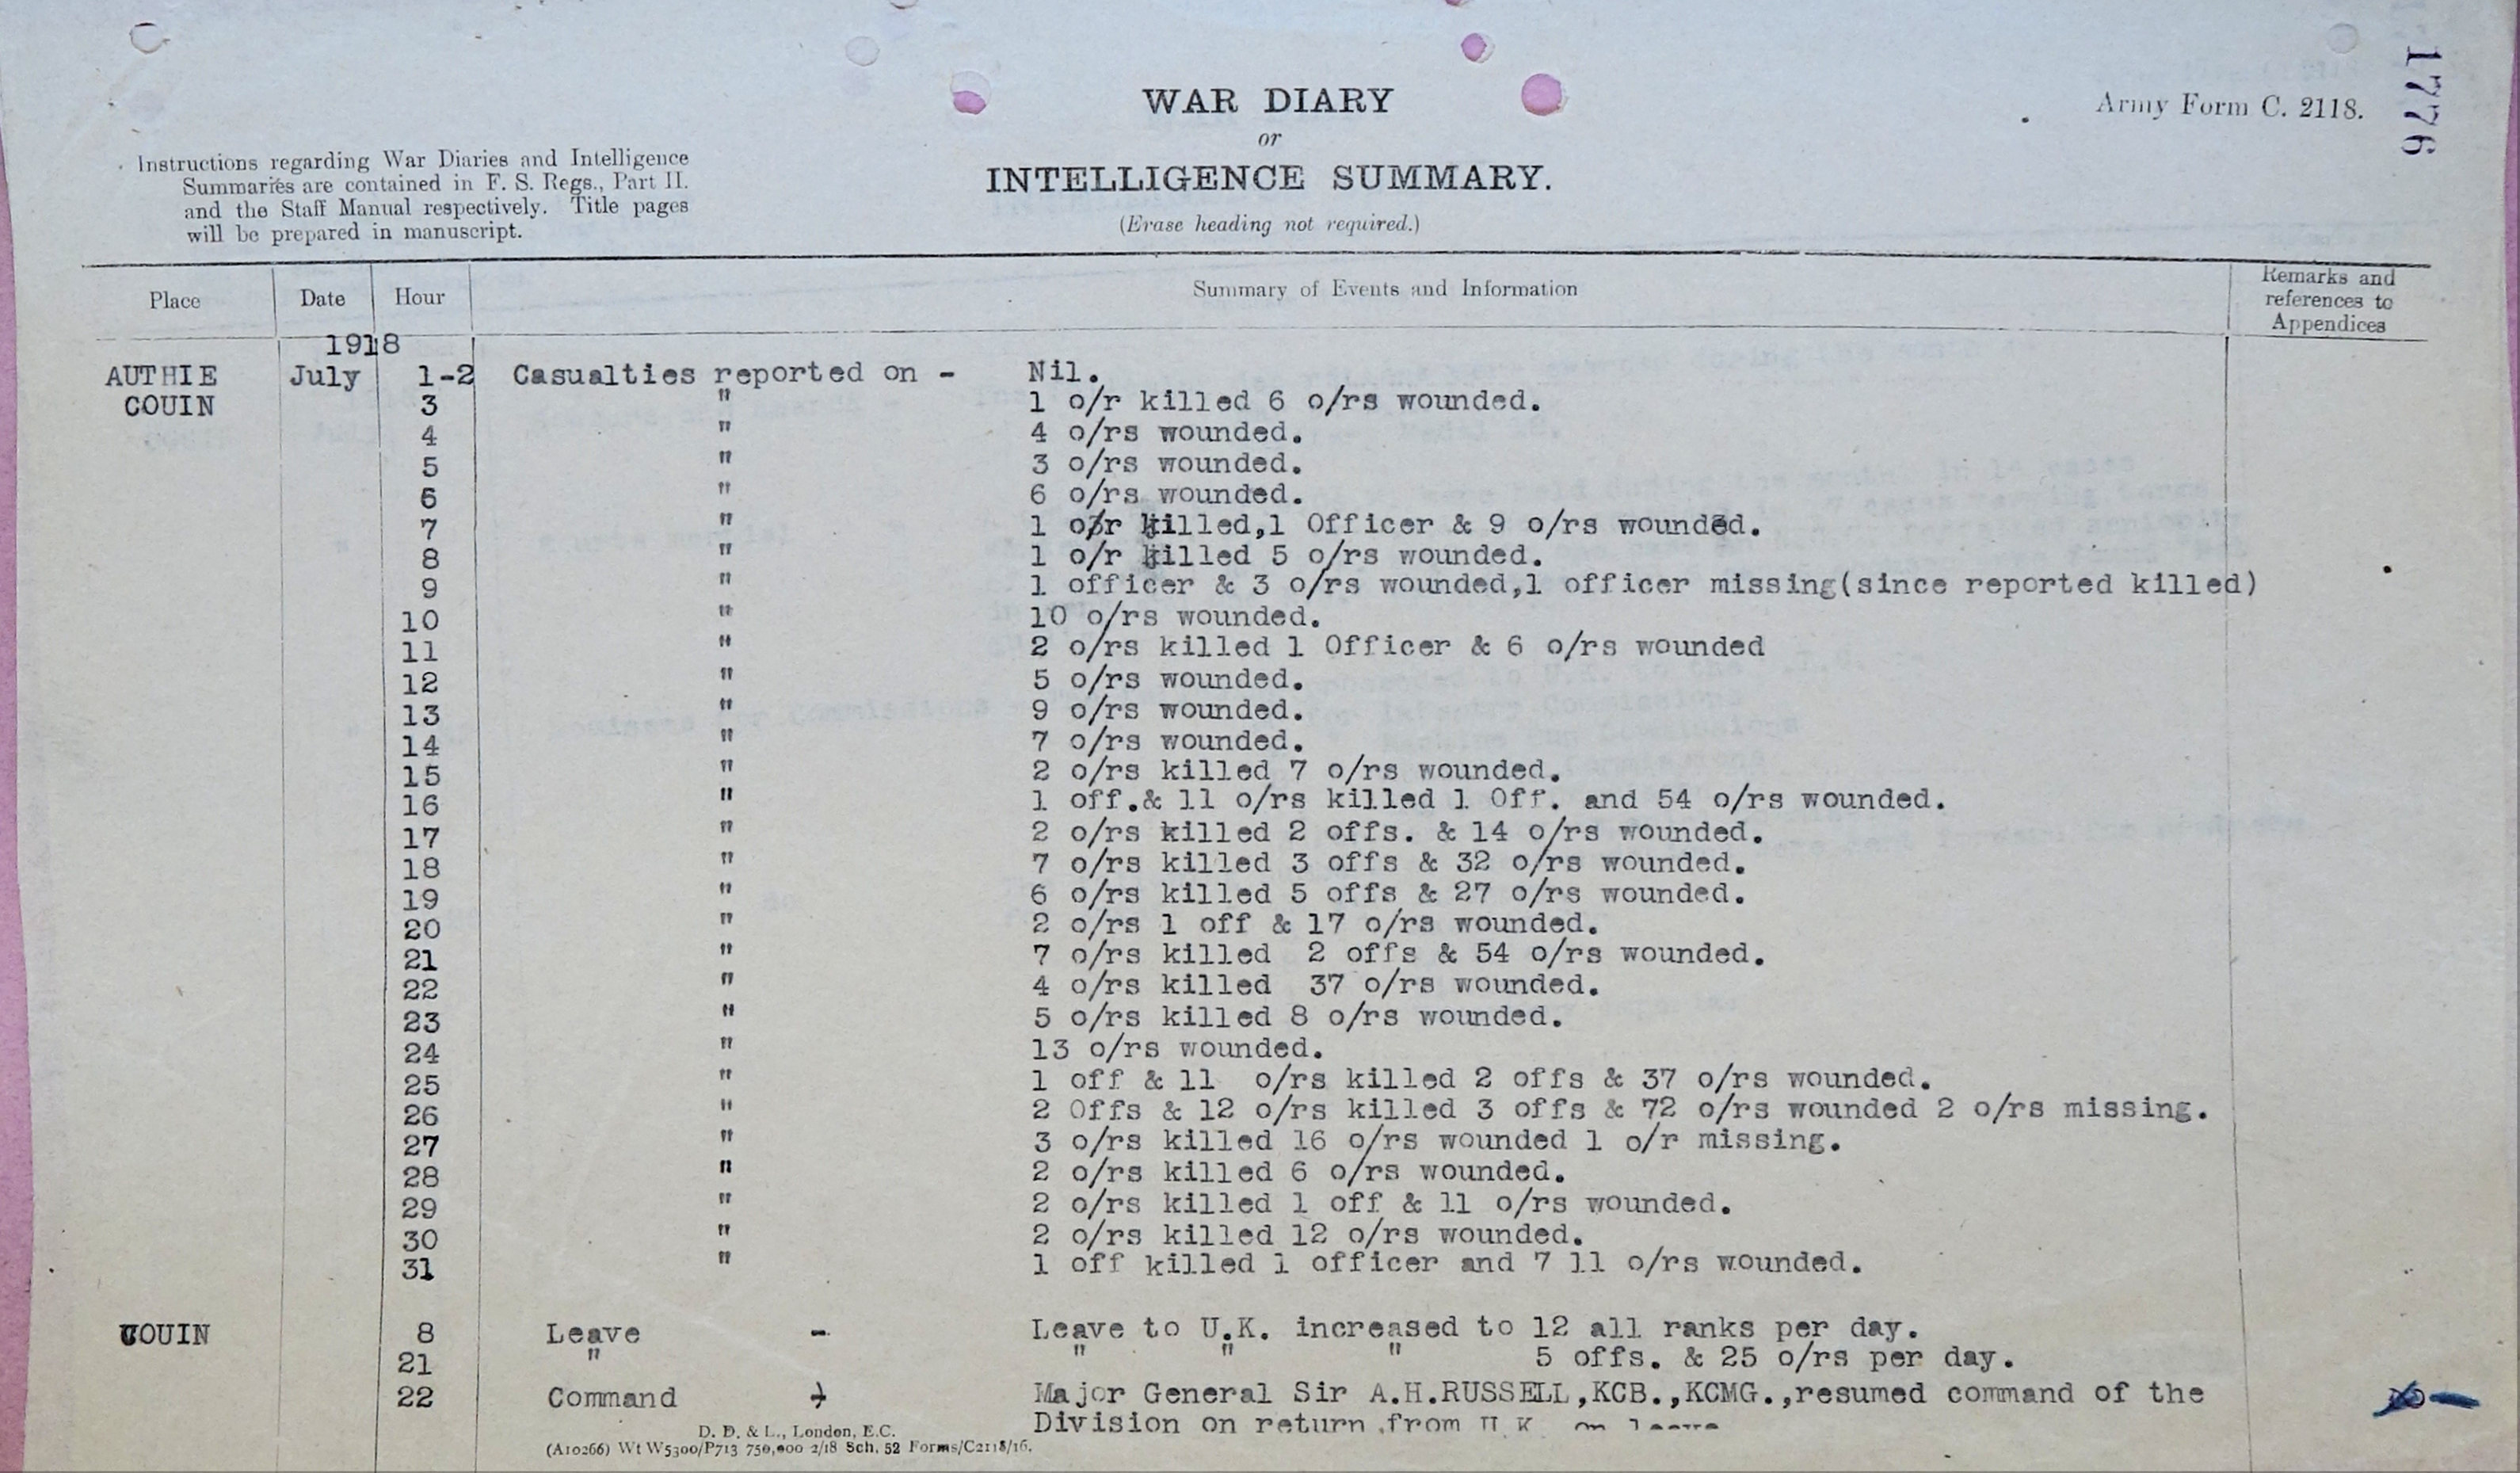 1776
Army Form C. 2118.
WAR DIARY
or
INTELLIGENCE SUMMARY.
(Erase heading not required.)
Instructions regarding War Diaries and Intelligence
Summaries are contained in F. S. Regs., Part II.
and the Staff Manual respectively. Title pages
will be prepared in manuscript.
Place Date Hour Summary of Events and Information Remarks and references to Appendices
1918
AUTHIE July 1-2 Casualties reported on - Nil.
COUIN 3 " 1 o/r killed 6 o/rs wounded.
4 " 4 o/rs wounded.
5 " 3 o/rs wounded.
6 " 6 o/rs wounded.
7 " 1 o/r killed,1 Officer & 9 o/rs wounded.
8 " 1 o/r killed 5 o/rs wounded.
9 " 1 officer & 3 o/rs wounded,1 officer missing(since reported killed)
10 " 10 o/rs wounded.
11 " 2 o/rs killed 1 Officer & 6 o/rs wounded
12 " 5 o/rs wounded.
13 " 9 o/rs wounded.
14 " 7 o/rs wounded.
15 " 2 o/rs killed 7 o/rs wounded.
16 " 1 off.& 11 o/rs killed 1 Off. and 54 o/rs wounded.
17 " 2 o/rs killed 2 offs. & 14 o/rs wounded.
18 " 7 o/rs killed 3 offs & 32 o/rs wounded.
19 " 6 o/rs killed 5 offs & 27 o/rs wounded.
20 " 2 o/rs 1 off & 17 o/rs wounded.
21 " 7 o/rs killed 2 offs & 54 o/rs wounded.
22 " 4 o/rs killed 37 o/rs wounded.
23 " 5 o/rs killed 8 o/rs wounded.
24 " 13 o/rs wounded.
25 " 1 off & 11 o/rs killed 2 offs & 37 o/rs wounded.
26 " 2 Offs & 12 o/rs killed 3 offs & 72 o/rs wounded 2 o/rs missing.
27 " 3 o/rs killed 16 o/rs wounded 1 o/r missing.
28 " 2 o/rs killed 6 o/rs wounded.
29 " 2 o/rs killed 1 off & 11 o/rs wounded.
30 " 2 o/rs killed 12 o/rs wounded.
31 " 1 off killed 1 officer and 7 11 o/rs wounded.
COUIN 8 Leave - Leave to U.K. increased to 12 all ranks per day.
21 " " " " 5 offs. & 25 o/rs per day.
22 Command - Major General Sir A.H.RUSSELL,KCB.,KCMG.,resumed command of the
Division on return from U.K. on leave
D. D. & L., London, E.C.
(A10266) Wt W5300/P713 750,000 2/18 Sch. 52 Forms/C2118/16.